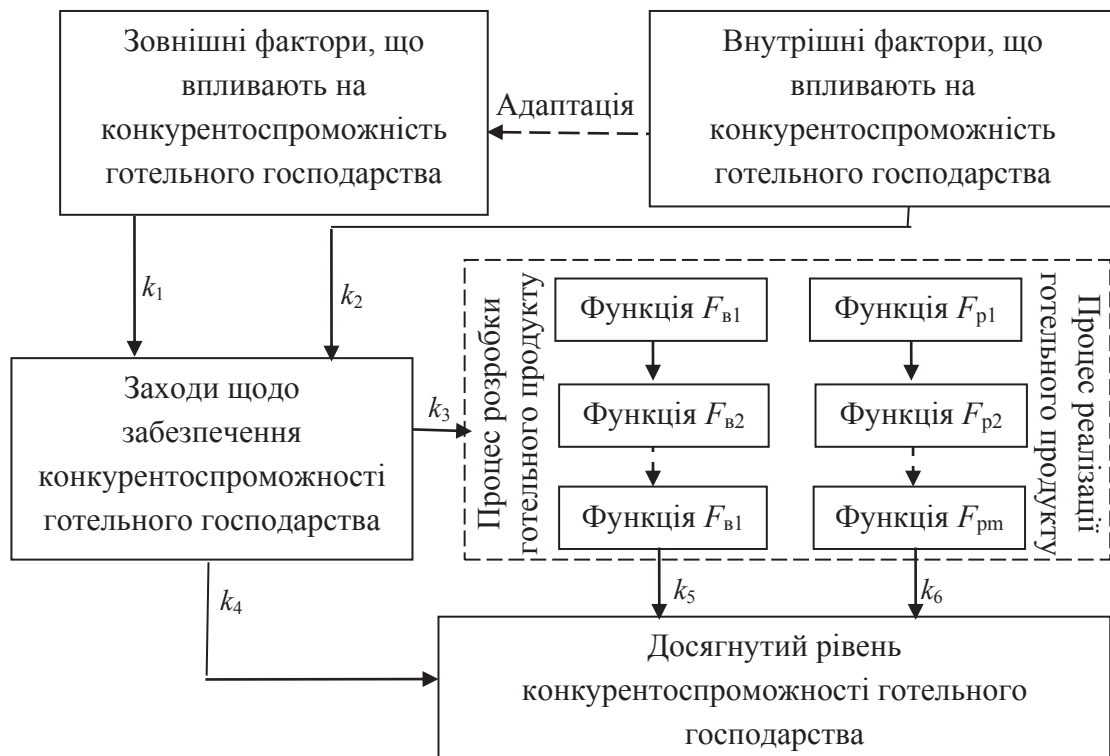 Зовнішні фактори, що
впливають на
конкурентоспроможність
готельного господарства
Адаптація
Внутрішні фактори, що
впливають на
конкурентоспроможність
готельного господарства
k1
k2
Заходи щодо
забезпечення
конкурентоспроможності
готельного господарства
k3
Процес розробки
готельного продукту
Функція Fв1
Функція Fв2
Функція Fв1
Функція Fр1
Функція Fр2
Функція Fрm
Процес реалізації
готельного продукту
k4
k5
k6
Досягнутий рівень
конкурентоспроможності готельного
господарства